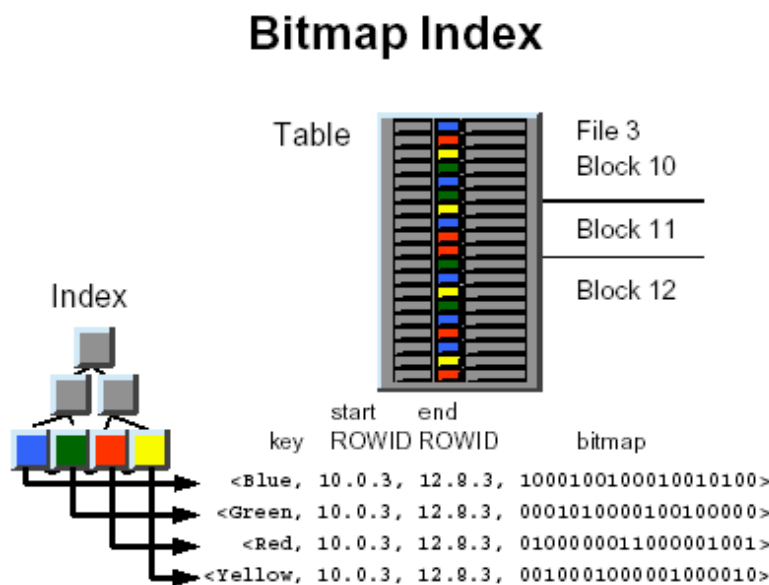 Bitmap Index
Table
File 3
Block 10
Block 11
Block 12
Index
start end
key ROWID ROWID bitmap
<Blue, 10.0.3, 12.8.3, 1000100100010010100>
<Green, 10.0.3, 12.8.3, 0001010000100100000>
<Red, 10.0.3, 12.8.3, 0100000011000001001>
<Yellow, 10.0.3, 12.8.3, 0010001000001000010>